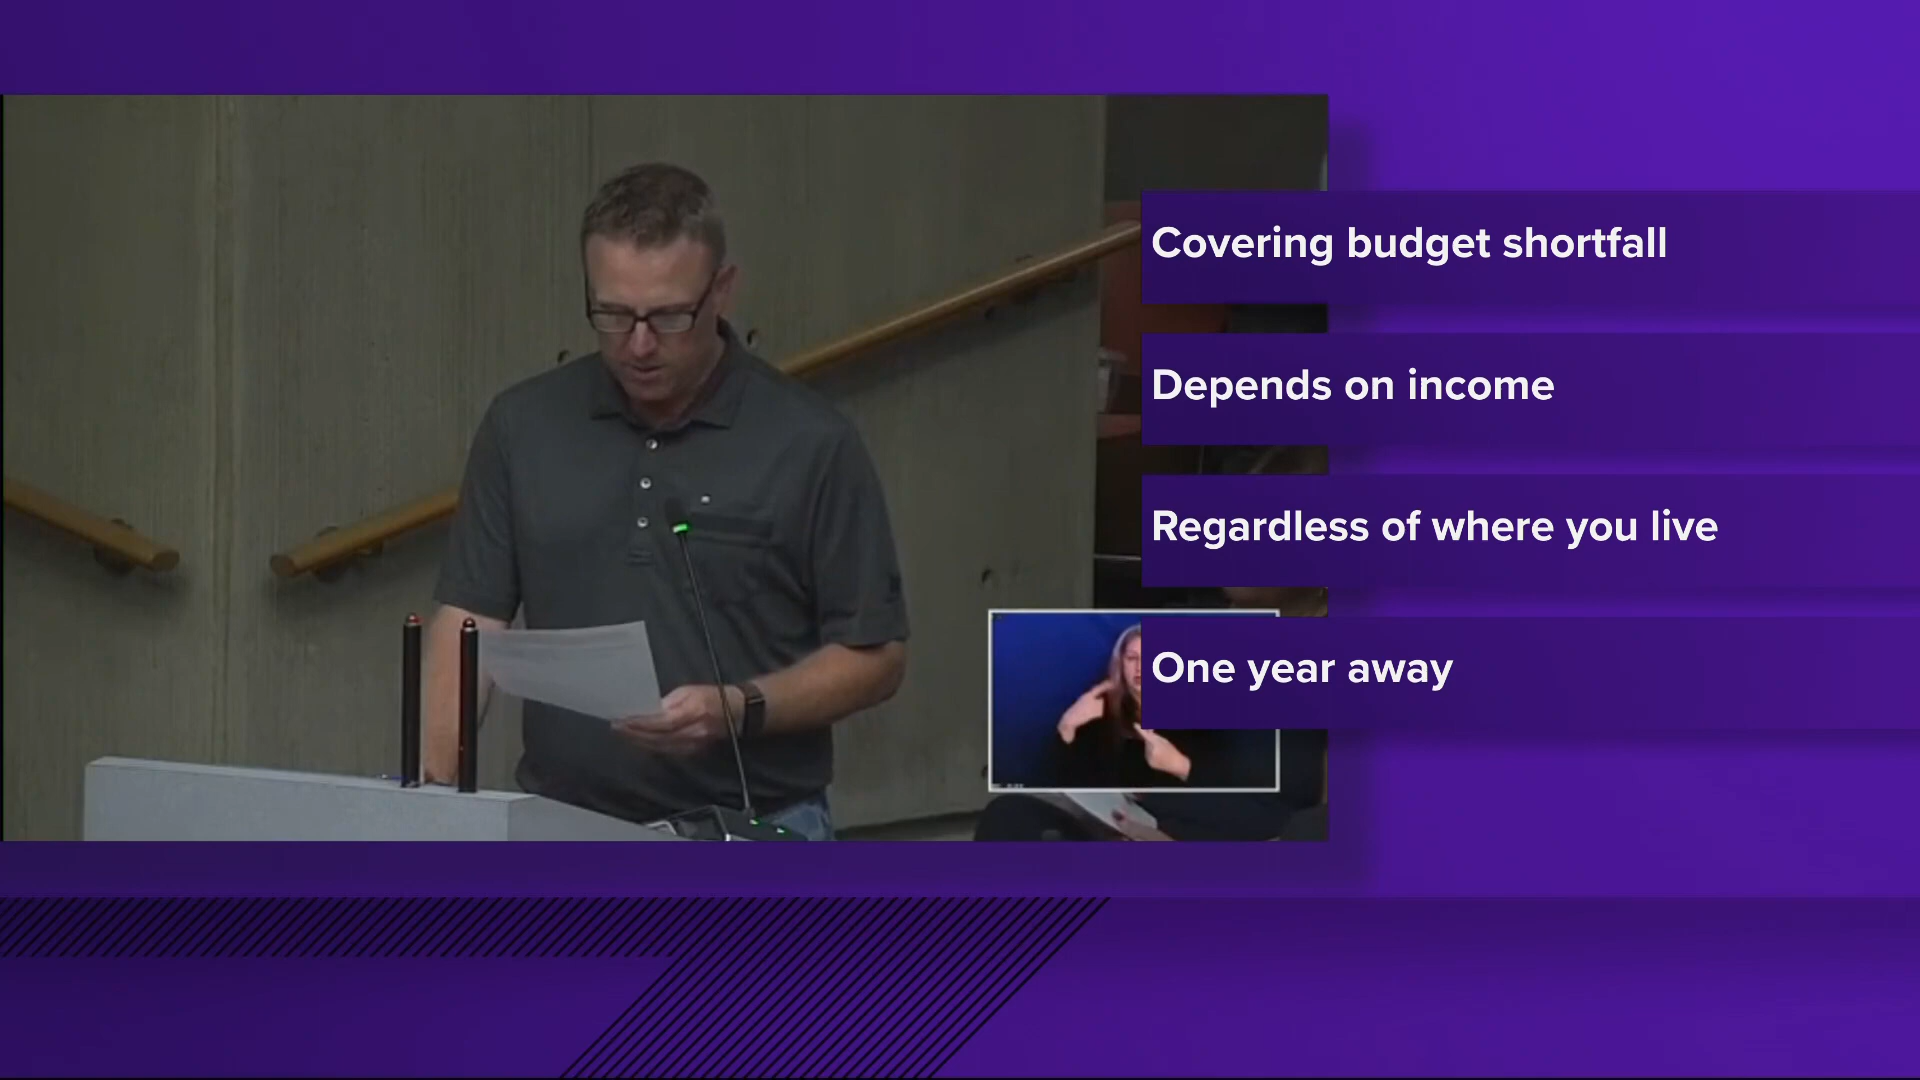 Covering budget shortfall
Depends on income
Regardless of where you live
One year away